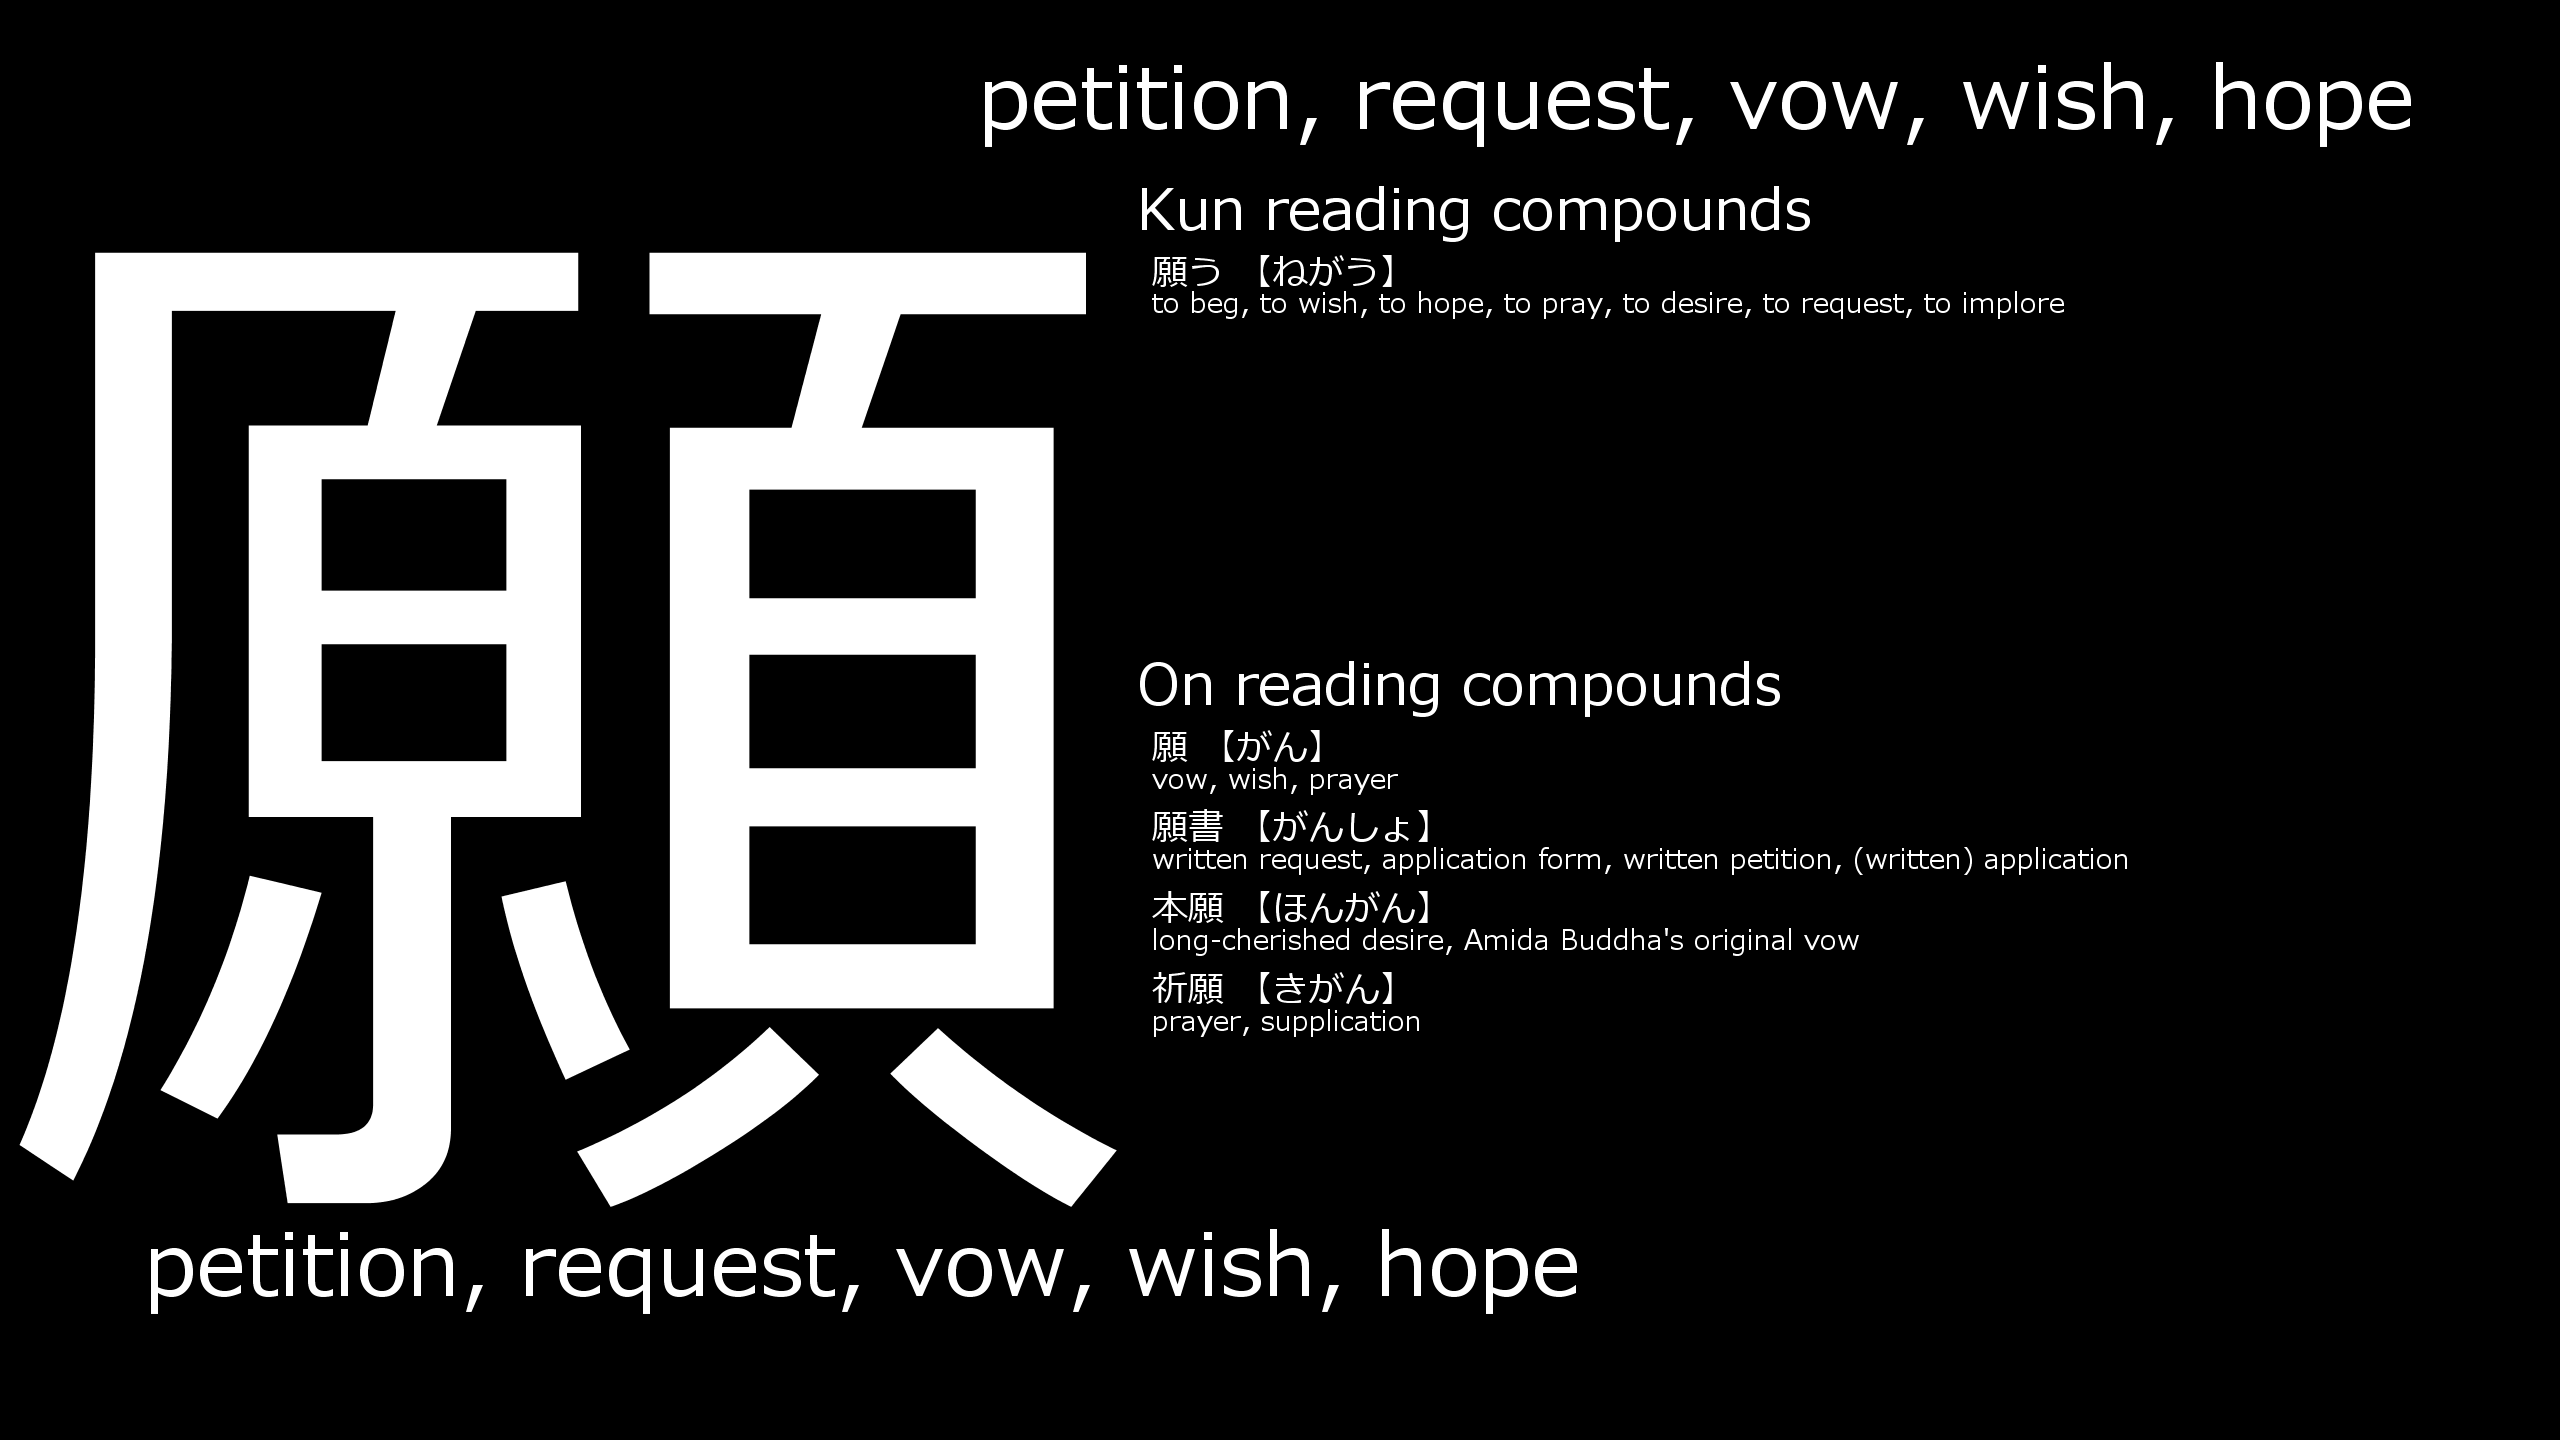 petition, request, vow, wish, hope
願
Kun reading compounds
願う 【ねがう】
to beg, to wish, to hope, to pray, to desire, to request, to implore
On reading compounds
願 【がん】
vow, wish, prayer
願書 【がんしょ】
written request, application form, written petition, (written) application
本願 【ほんがん】
long-cherished desire, Amida Buddha's original vow
祈願 【きがん】
prayer, supplication
petition, request, vow, wish, hope